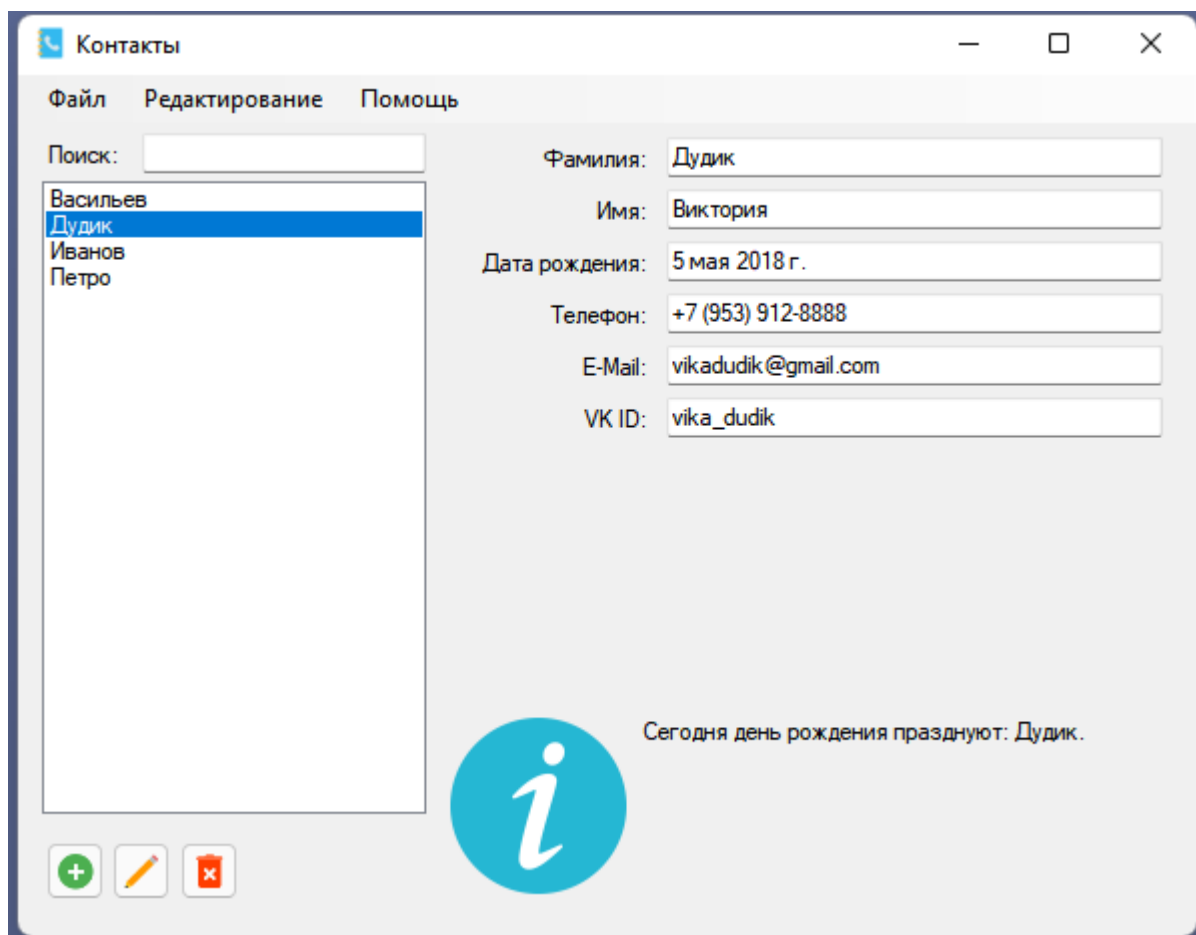 Контакты
Файл Редактирование Помощь
Поиск:
Васильев
Дудик
Иванов
Петро
Фамилия: Дудик
Имя: Виктория
Дата рождения: 5 мая 2018 г.
Телефон: +7 (953) 912-8888
E-Mail: vikadudik@gmail.com
VK ID: vika_dudik
Сегодня день рождения празднуют: Дудик.